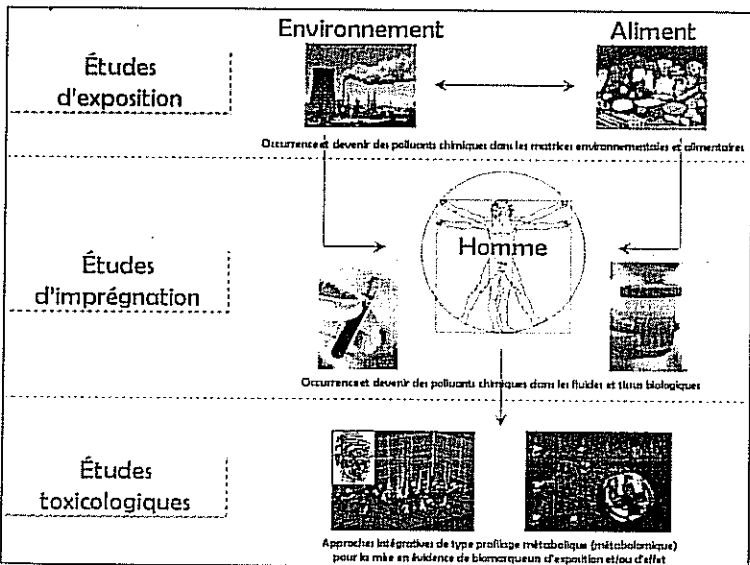 Environnement
Aliment
Études
d'exposition
Occurrence et devenir des polluants chimiques dans les matrices environnementales et alimentaires
Études
d'imprégnation
Homme
Occurrence et devenir des polluants chimiques dans les fluides et tissus biologiques
Études
toxicologiques
Approches intégratives de type profilage métabolique (métabolomique)
pour la mise en évidence de biomarqueurs d'exposition et/ou d'effet